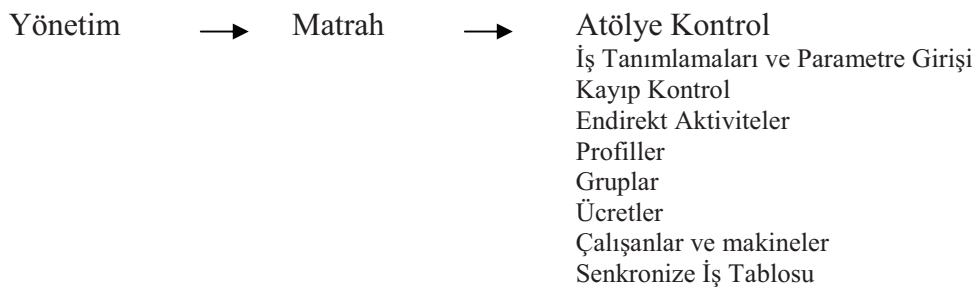 Yönetim → Matrah → Atölye Kontrol
İş Tanımlamaları ve Parametre Girişi
Kayıp Kontrol
Endirekt Aktiviteler
Profiller
Gruplar
Ücretler
Çalışanlar ve makineler
Senkronize İş Tablosu